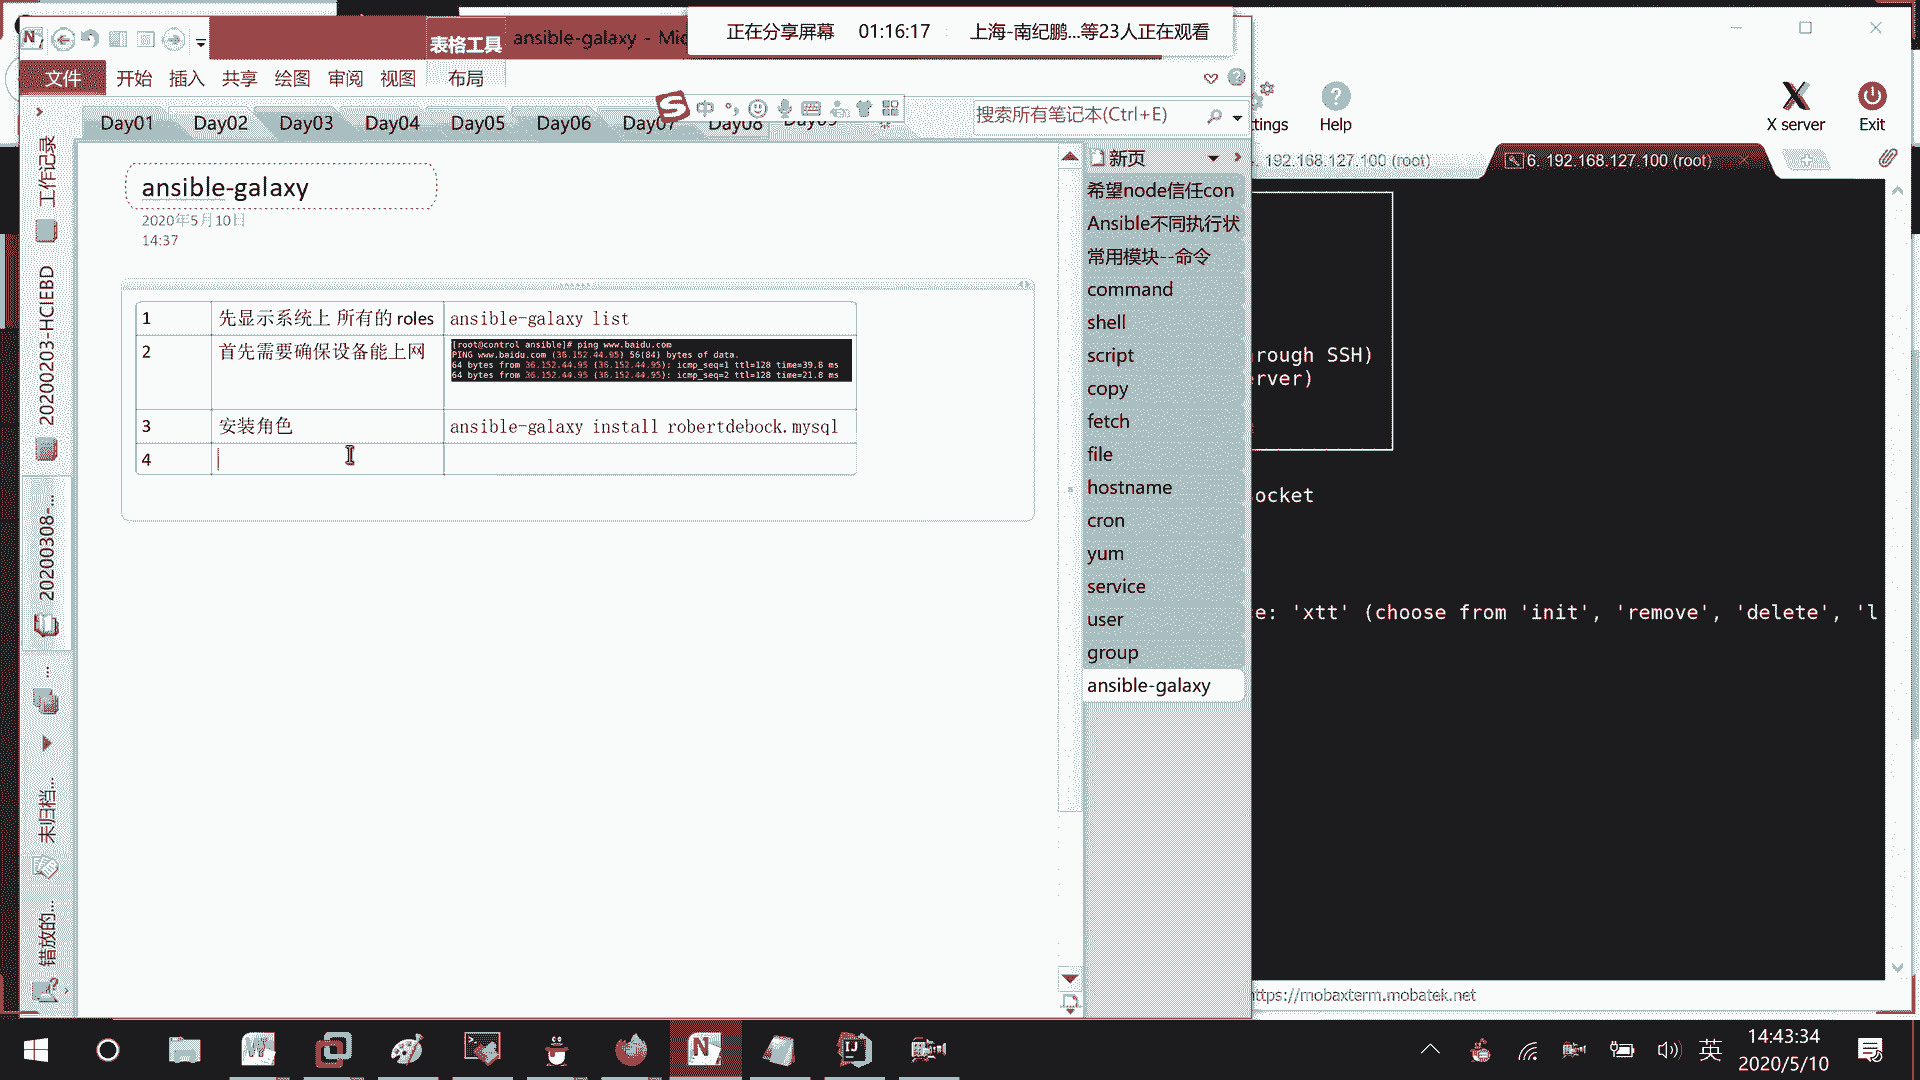 表格工具
ansible-galaxy - Mic
正在分享屏幕 01:16:17 上海-南纪鹏...等23人正在观看
文件 开始 插入 共享 绘图 审阅 视图 布局
Day01 Day02 Day03 Day04 Day05 Day06 Day07 Day08
中
搜索所有笔记本(Ctrl+E)
工作记录
20200203-HCIEBD
20200308-...
...
未归档...
错放的...
ansible-galaxy
2020年5月10日
14:37
1 先显示系统上 所有的 roles ansible-galaxy list
2 首先需要确保设备能上网
[root@control ansible]# ping www.baidu.com
PING www.baidu.com (36.152.44.95) 56(84) bytes of data.
64 bytes from 36.152.44.95 (36.152.44.95): icmp_seq=1 ttl=128 time=39.8 ms
64 bytes from 36.152.44.95 (36.152.44.95): icmp_seq=2 ttl=128 time=21.8 ms
3 安装角色 ansible-galaxy install robertdebock.mysql
4
新页
希望node信任con
Ansible不同执行状
常用模块--命令
command
shell
script
copy
fetch
file
hostname
cron
yum
service
user
group
ansible-galaxy
tings Help X server Exit
. 192.168.127.100 (root)
6. 192.168.127.100 (root)
rough SSH)
rver)
ocket
e: 'xtt' (choose from 'init', 'remove', 'delete', 'l
https://mobaxterm.mobatek.net
英
14:43:34
2020/5/10